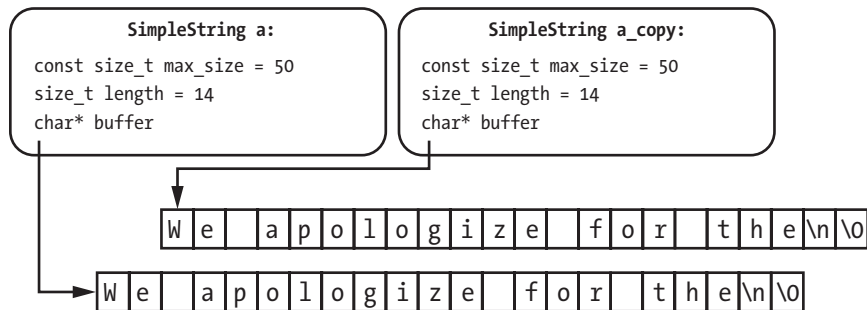 SimpleString a: SimpleString a_copy:
const size_t max_size = 50 const size_t max_size = 50
size_t length = 14 size_t length = 14
char* buffer char* buffer
W e   a p o l o g i z e   f o r   t h e \n \0
W e   a p o l o g i z e   f o r   t h e \n \0